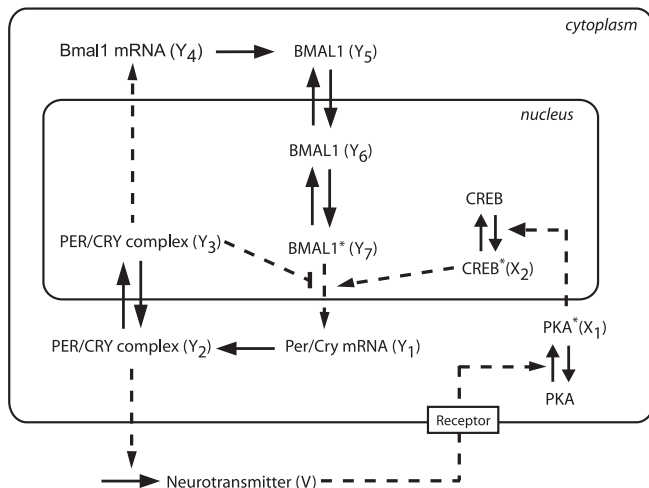 cytoplasm
Bmal1 mRNA (Y4)
BMAL1 (Y5)
nucleus
BMAL1 (Y6)
CREB
PER/CRY complex (Y3)
BMAL1* (Y7)
CREB* (X2)
PER/CRY complex (Y2)
Per/Cry mRNA (Y1)
PKA* (X1)
PKA
Receptor
Neurotransmitter (V)